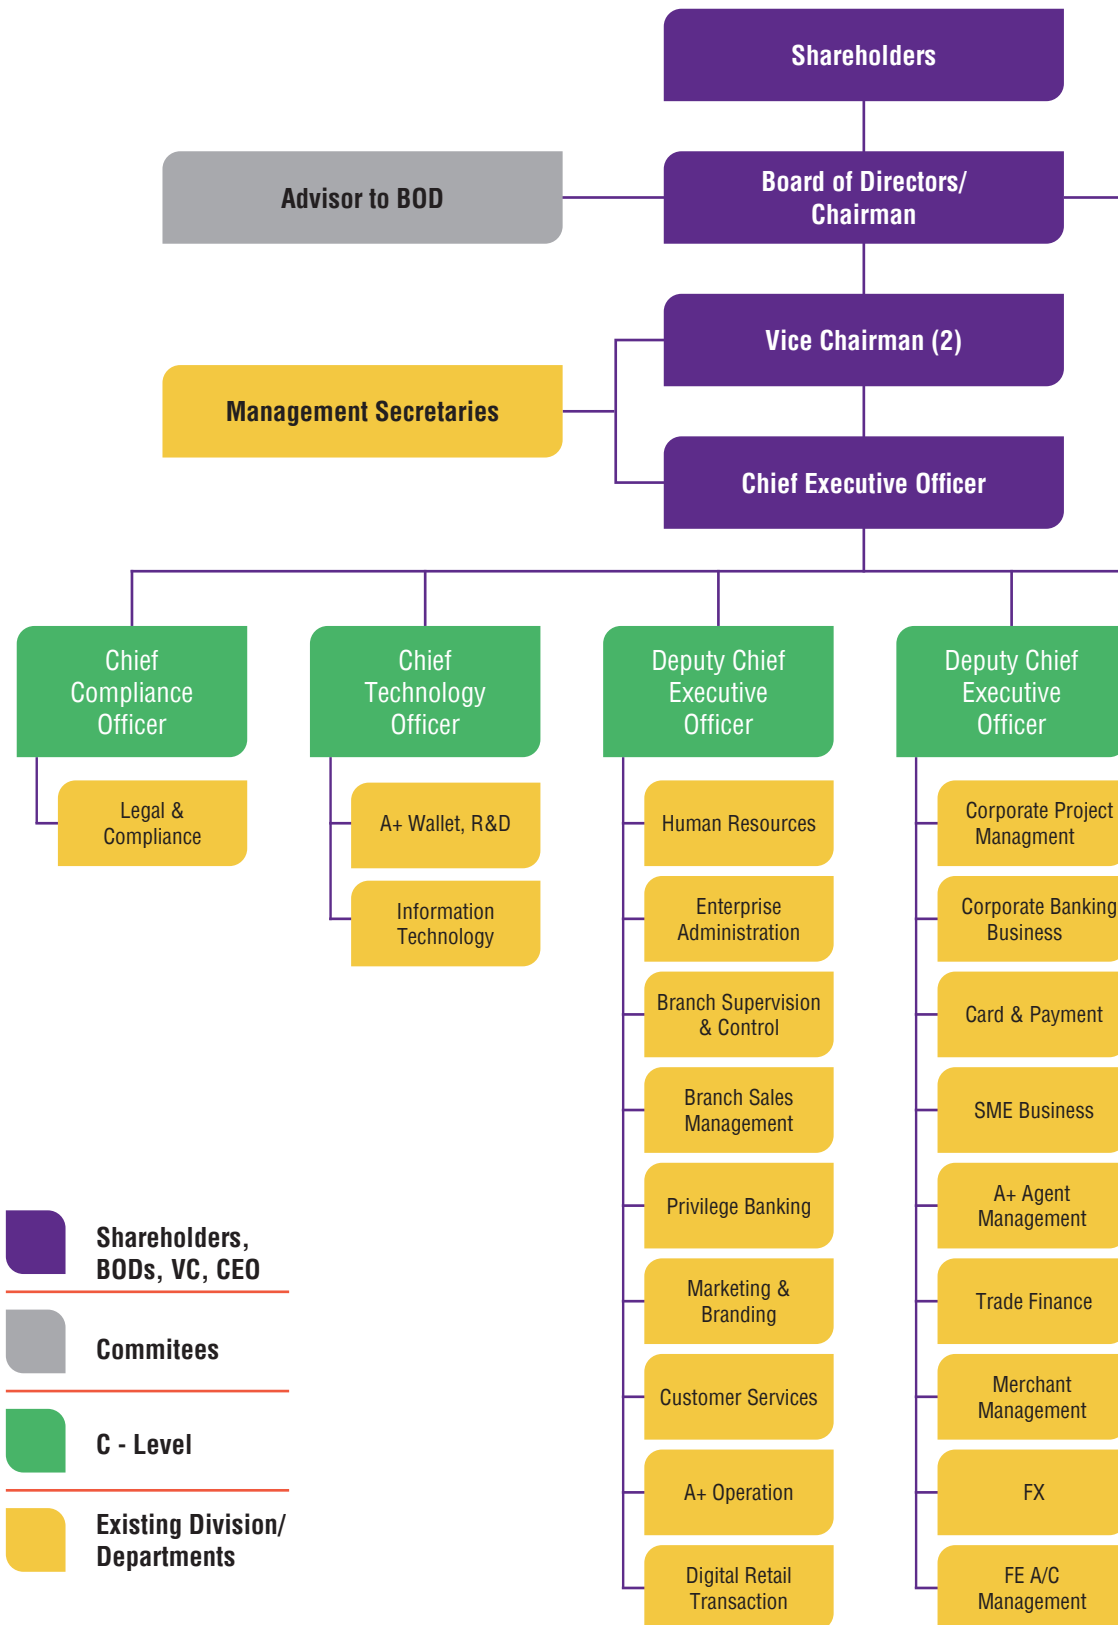 Shareholders
Advisor to BOD
Board of Directors/
Chairman
Vice Chairman (2)
Management Secretaries
Chief Executive Officer
Chief
Compliance
Officer
Legal &
Compliance
Chief
Technology
Officer
A+ Wallet, R&D
Information
Technology
Deputy Chief
Executive
Officer
Human Resources
Enterprise
Administration
Branch Supervision
& Control
Branch Sales
Management
Privilege Banking
Marketing &
Branding
Customer Services
A+ Operation
Digital Retail
Transaction
Deputy Chief
Executive
Officer
Corporate Project
Managment
Corporate Banking
Business
Card & Payment
SME Business
A+ Agent
Management
Trade Finance
Merchant
Management
FX
FE A/C
Management
Shareholders,
BODs, VC, CEO
Commitees
C - Level
Existing Division/
Departments